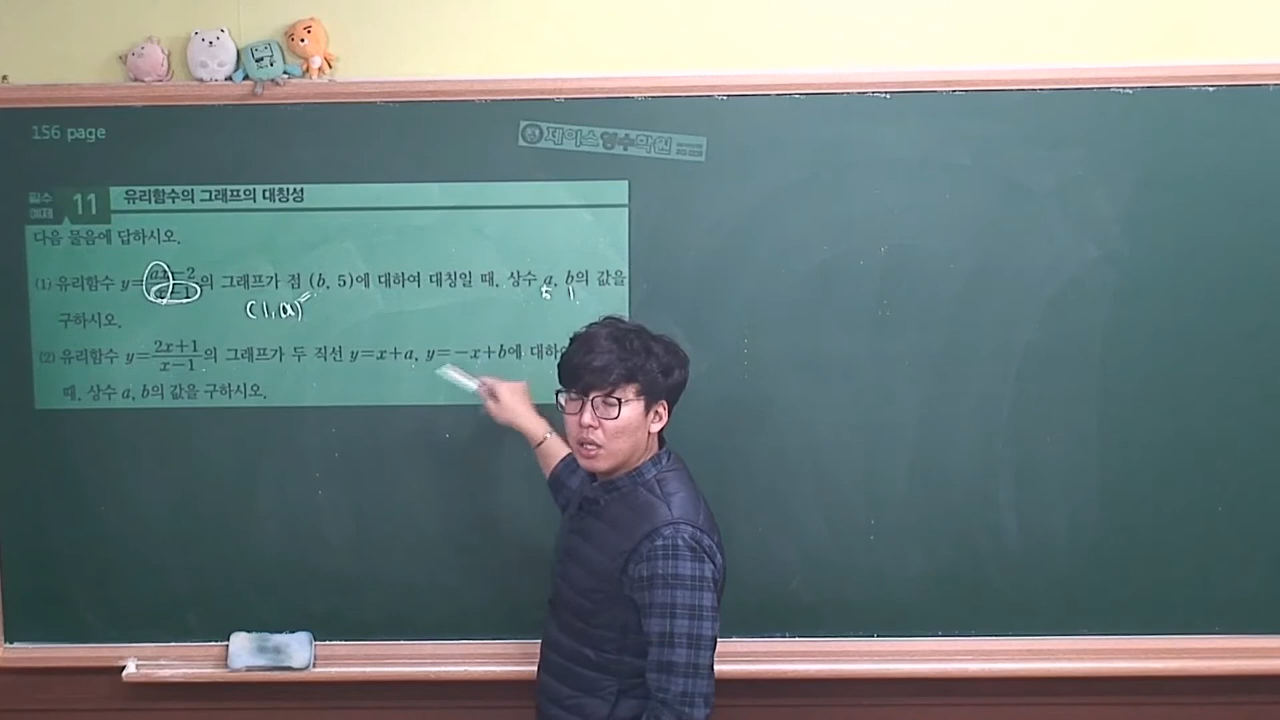 156 page
제이스영수학원
필수
예제 11 유리함수의 그래프의 대칭성
다음 물음에 답하시오.
(1) 유리함수 y=(ax-2)/(x-1)의 그래프가 점 (b, 5)에 대하여 대칭일 때, 상수 a, b의 값을
5 1
구하시오.
(1, a)
(2) 유리함수 y=(2x+1)/(x-1)의 그래프가 두 직선 y=x+a, y=-x+b에 대하
때, 상수 a, b의 값을 구하시오.